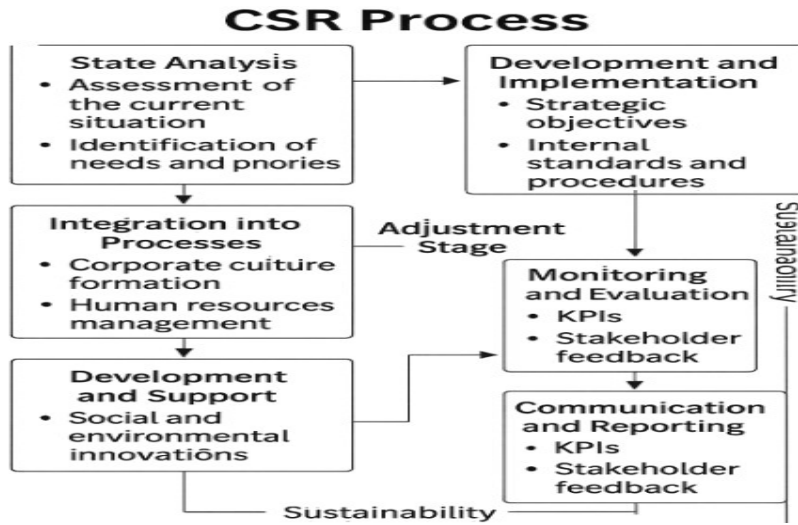 CSR Process
State Analysis
• Assessment of
the current
situation
• Identification of
needs and pnories
Development and
Implementation
• Strategic
objectives
• Internal
standards and
procedures
Integration into
Processes
• Corporate cuiture
formation
• Human resources
management
Adjustment
Stage
Monitoring
and Evaluation
• KPIs
• Stakeholder
feedback
Development
and Support
• Social and
environmental
innovations
Communication
and Reporting
• KPIs
• Stakeholder
feedback
Sustainability